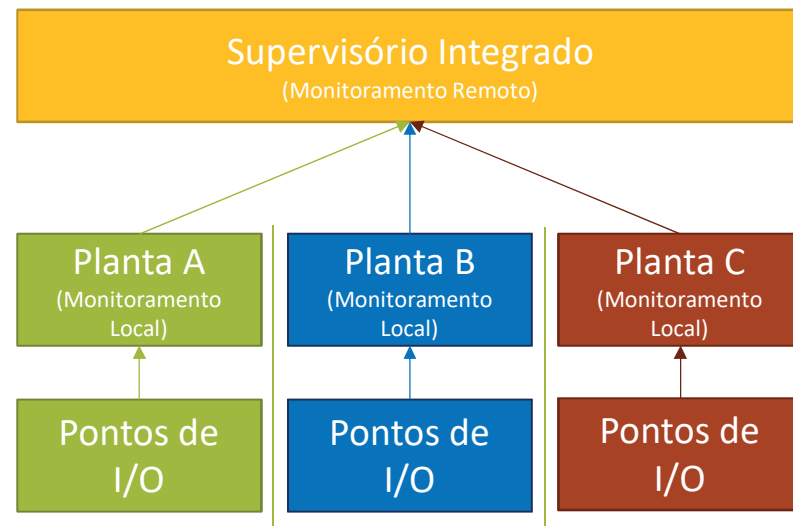 Supervisório Integrado
(Monitoramento Remoto)
Planta A
(Monitoramento
Local)
Planta B
(Monitoramento
Local)
Planta C
(Monitoramento
Local)
Pontos de
I/O
Pontos de
I/O
Pontos de
I/O